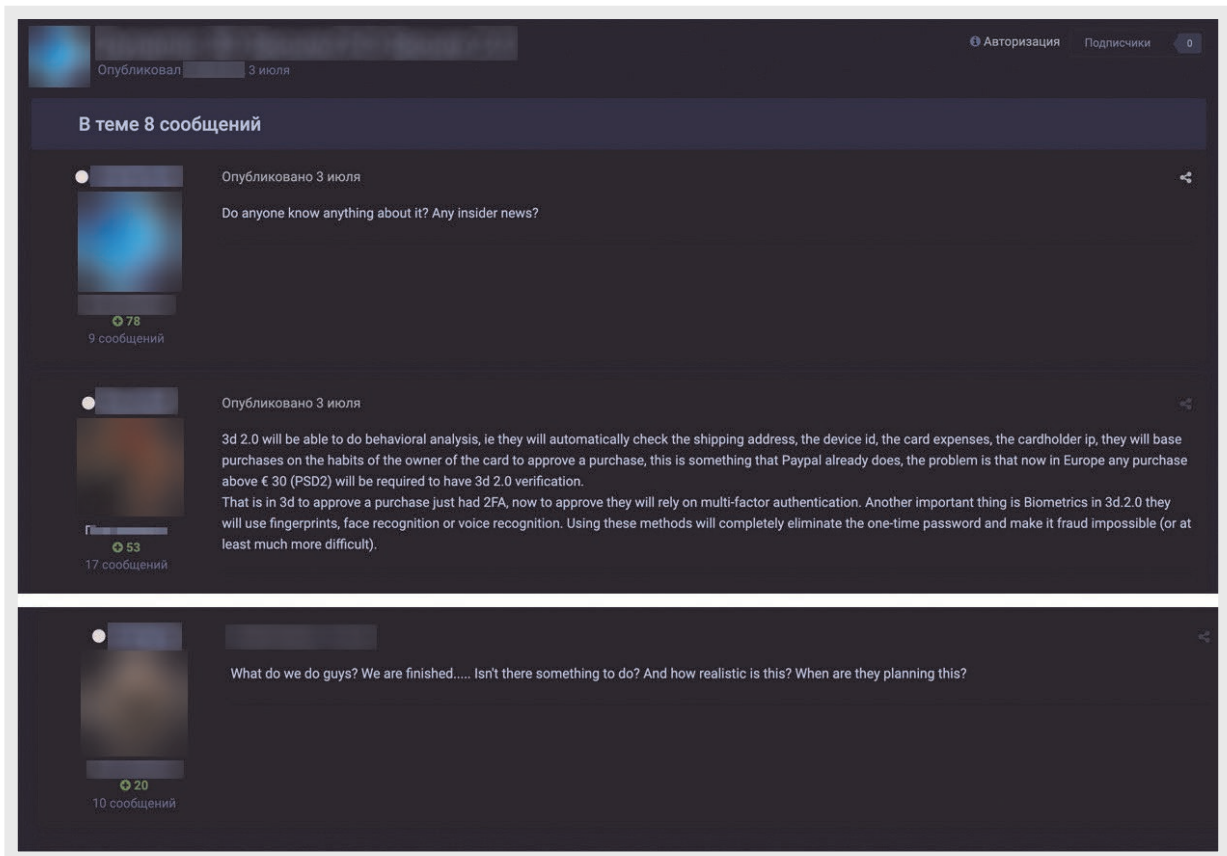 Авторизация
Подписчики
0
Опубликовал 3 июля
В теме 8 сообщений
Опубликовано 3 июля
Do anyone know anything about it? Any insider news?
78
9 сообщений
Опубликовано 3 июля
3d 2.0 will be able to do behavioral analysis, ie they will automatically check the shipping address, the device id, the card expenses, the cardholder ip, they will base
purchases on the habits of the owner of the card to approve a purchase, this is something that Paypal already does, the problem is that now in Europe any purchase
above € 30 (PSD2) will be required to have 3d 2.0 verification.
That is in 3d to approve a purchase just had 2FA, now to approve they will rely on multi-factor authentication. Another important thing is Biometrics in 3d.2.0 they
will use fingerprints, face recognition or voice recognition. Using these methods will completely eliminate the one-time password and make it fraud impossible (or at
least much more difficult).
53
17 сообщений
What do we do guys? We are finished..... Isn't there something to do? And how realistic is this? When are they planning this?
20
10 сообщений